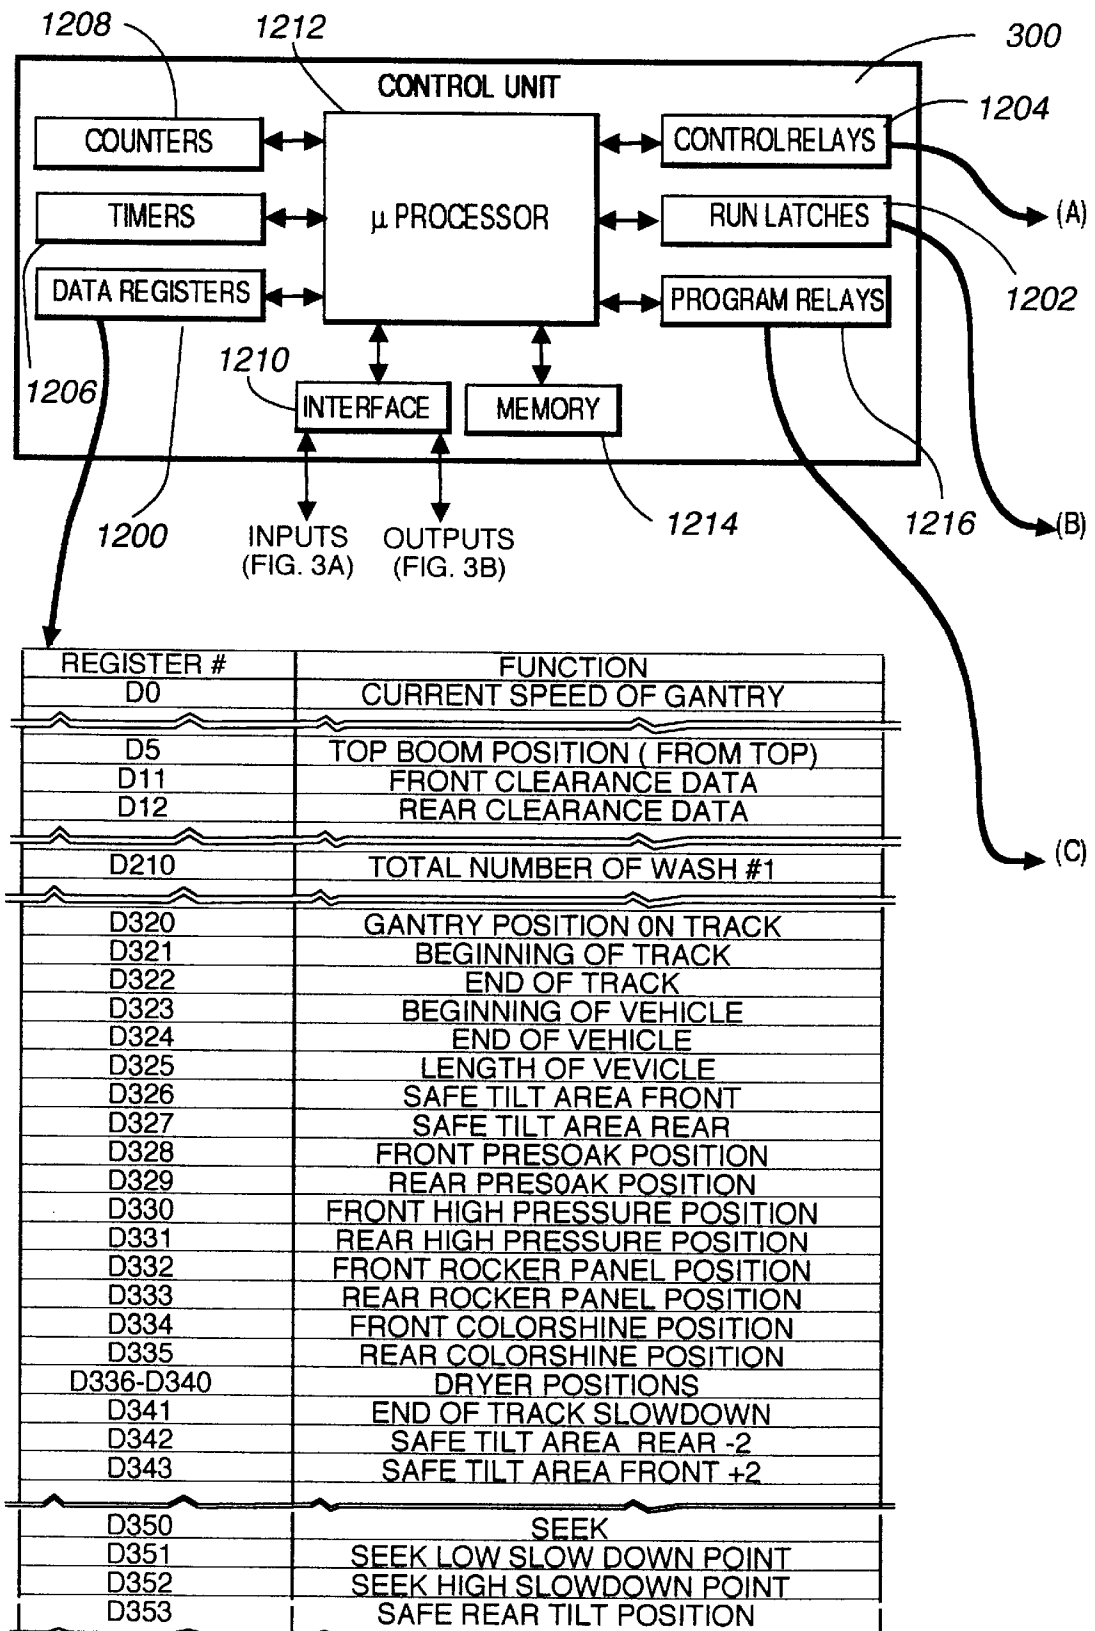 1208
1212
300
CONTROL UNIT
1204
COUNTERS
CONTROL RELAYS
TIMERS
µ PROCESSOR
RUN LATCHES
(A)
DATA REGISTERS
PROGRAM RELAYS
1202
1206
1210
INTERFACE
MEMORY
1200
INPUTS
(FIG. 3A)
OUTPUTS
(FIG. 3B)
1214
1216
(B)
(C)
REGISTER # FUNCTION
D0 CURRENT SPEED OF GANTRY
D5 TOP BOOM POSITION ( FROM TOP)
D11 FRONT CLEARANCE DATA
D12 REAR CLEARANCE DATA
D210 TOTAL NUMBER OF WASH #1
D320 GANTRY POSITION 0N TRACK
D321 BEGINNING OF TRACK
D322 END OF TRACK
D323 BEGINNING OF VEHICLE
D324 END OF VEHICLE
D325 LENGTH OF VEVICLE
D326 SAFE TILT AREA FRONT
D327 SAFE TILT AREA REAR
D328 FRONT PRESOAK POSITION
D329 REAR PRES0AK POSITION
D330 FRONT HIGH PRESSURE POSITION
D331 REAR HIGH PRESSURE POSITION
D332 FRONT ROCKER PANEL POSITION
D333 REAR ROCKER PANEL POSITION
D334 FRONT COLORSHINE POSITION
D335 REAR COLORSHINE POSITION
D336-D340 DRYER POSITIONS
D341 END OF TRACK SLOWDOWN
D342 SAFE TILT AREA REAR -2
D343 SAFE TILT AREA FRONT +2
D350 SEEK
D351 SEEK LOW SLOW DOWN POINT
D352 SEEK HIGH SLOWDOWN POINT
D353 SAFE REAR TILT POSITION